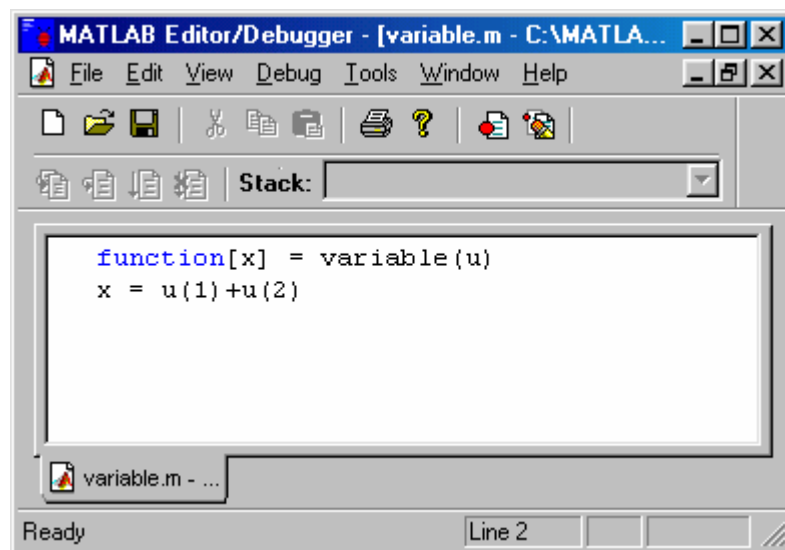 MATLAB Editor/Debugger - [variable.m - C:\MATLA...
File Edit View Debug Tools Window Help
Stack:
function[x] = variable(u)
x = u(1)+u(2)
variable.m - ...
Ready Line 2